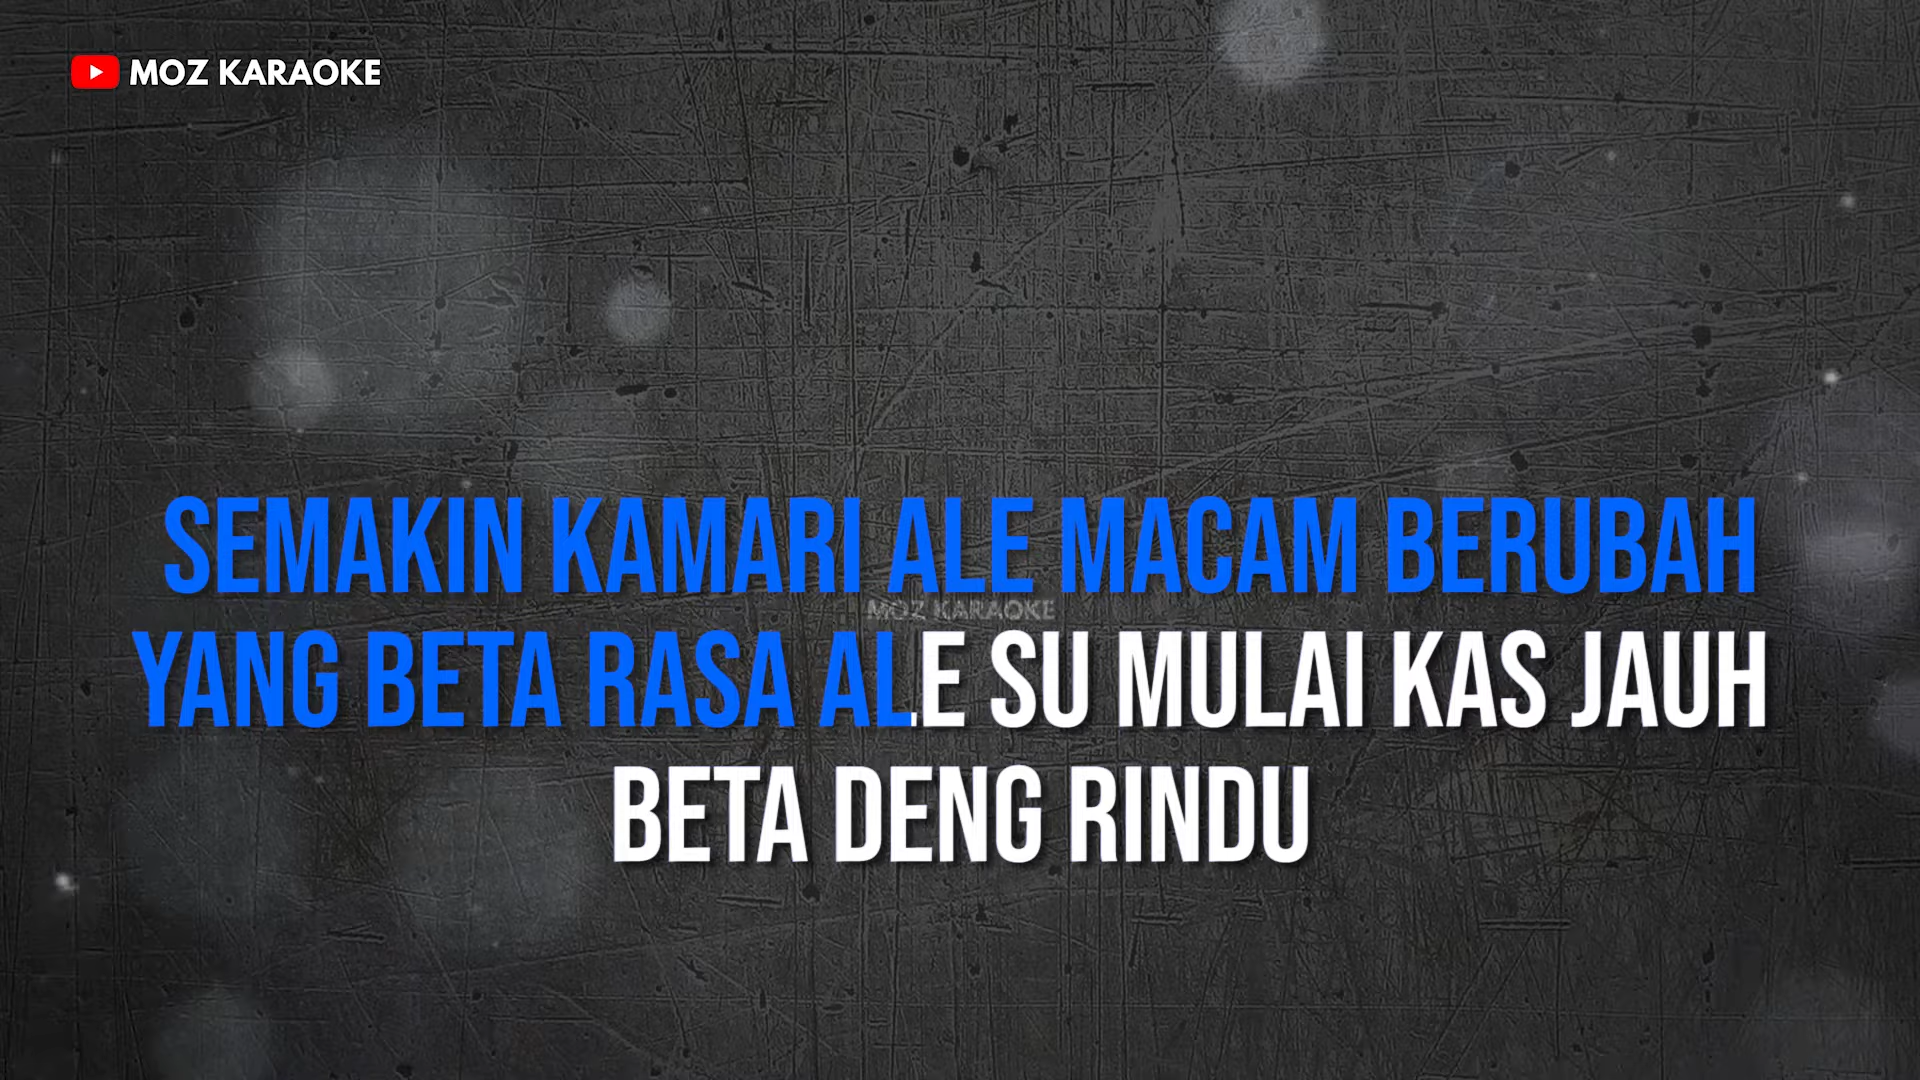 MOZ KARAOKE
SEMAKIN KAMARI ALE MACAM BERUBAH
MOZ KARAOKE
YANG BETA RASA ALE SU MULAI KAS JAUH
BETA DENG RINDU